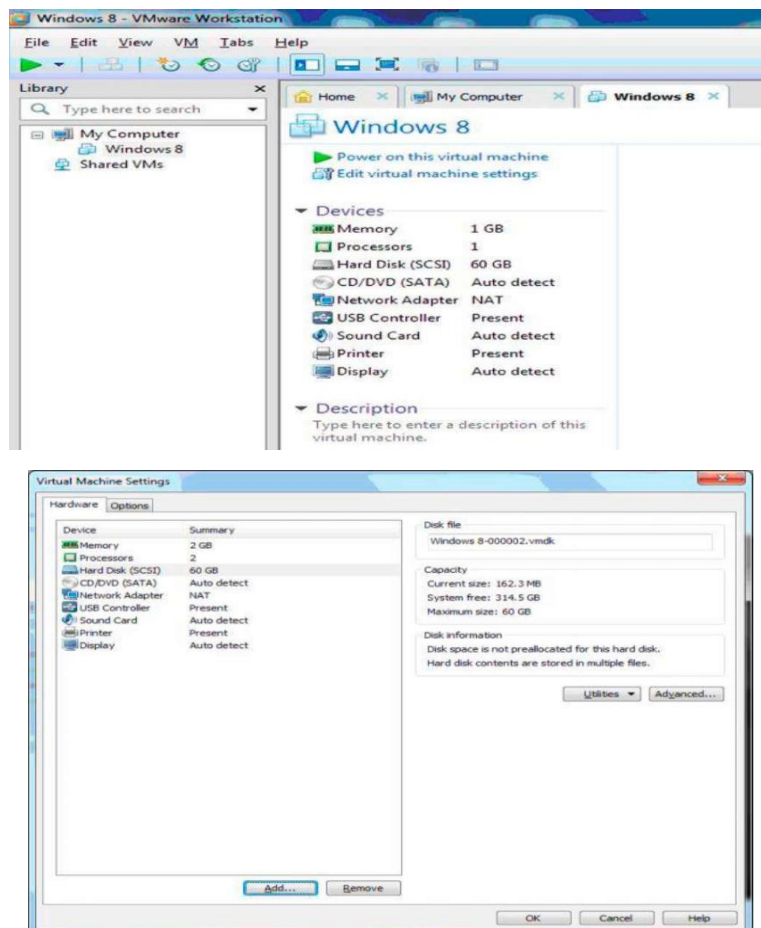 Windows 8 - VMware Workstation
File Edit View VM Tabs Help
Library ×
Type here to search
My Computer
Windows 8
Shared VMs
Home × My Computer × Windows 8 ×
Windows 8
Power on this virtual machine
Edit virtual machine settings
Devices
Memory 1 GB
Processors 1
Hard Disk (SCSI) 60 GB
CD/DVD (SATA) Auto detect
Network Adapter NAT
USB Controller Present
Sound Card Auto detect
Printer Present
Display Auto detect
Description
Type here to enter a description of this
virtual machine.
Virtual Machine Settings
Hardware Options
Device Summary
Memory 2 GB
Processors 2
Hard Disk (SCSI) 60 GB
CD/DVD (SATA) Auto detect
Network Adapter NAT
USB Controller Present
Sound Card Auto detect
Printer Present
Display Auto detect
Add... Remove
Disk file
Windows 8-000002.vmdk
Capacity
Current size: 162.3 MB
System free: 314.5 GB
Maximum size: 60 GB
Disk information
Disk space is not preallocated for this hard disk.
Hard disk contents are stored in multiple files.
Utilities Advanced...
OK Cancel Help